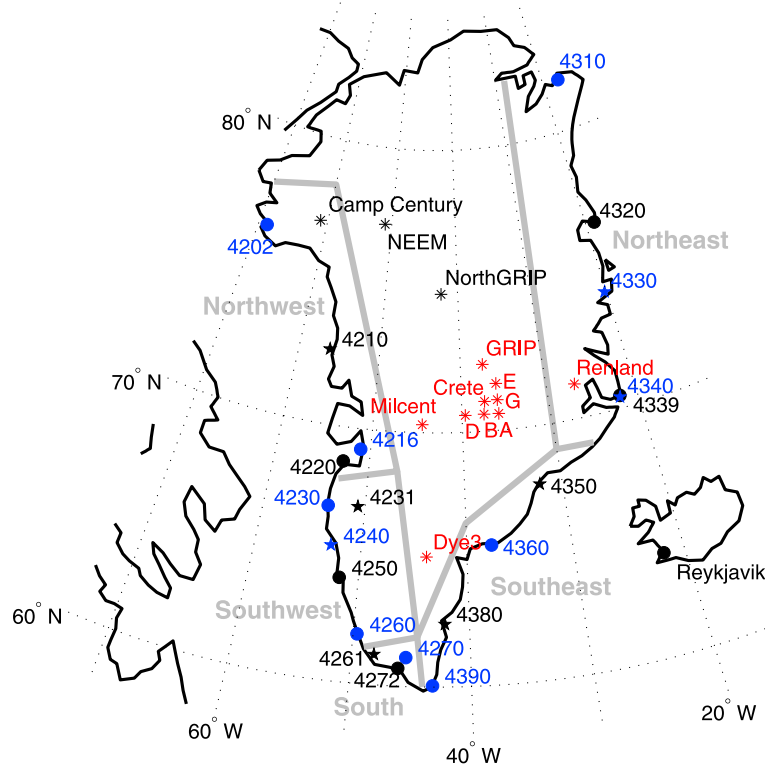 4310
80° N
Camp Century
4320
4202
NEEM
Northeast
NorthGRIP
4330
Northwest
4210
GRIP
Renland
70° N
Crete
E
4340
Milcent
G
4339
D
B
A
4216
4220
4350
4230
4231
4240
Dye3
4360
4250
Reykjavik
Southeast
60° N
Southwest
4260
4380
4261
4270
4272
4390
South
60° W
20° W
40° W